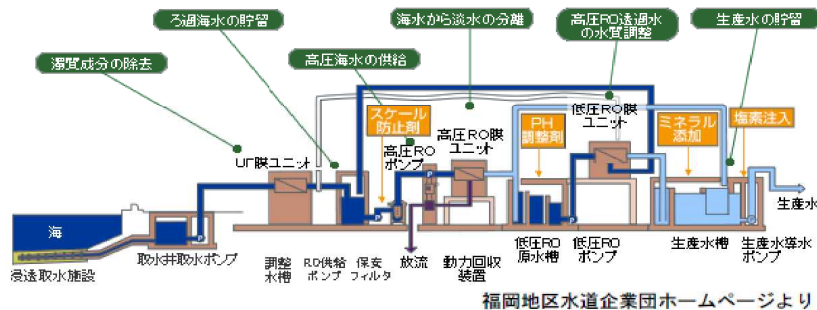 ろ過海水の貯留
海水から淡水の分離
高圧RO透過水
の水質調整
生産水の貯留
濁質成分の除去
高圧海水の供給
スケール
防止剤
低圧RO膜
ユニット
PH
調整剤
ミネラル
添加
塩素注入
UF膜ユニット
高圧RO
ポンプ
高圧RO膜
ユニット
海
生産水
浸透取水施設
取水井取水ポンプ
調整
水槽
RO供給
ポンプ
保安
フィルタ
放流
動力回収
装置
低圧RO
原水槽
低圧RO
ポンプ
生産水槽
生産水導水
ポンプ
福岡地区水道企業団ホームページより